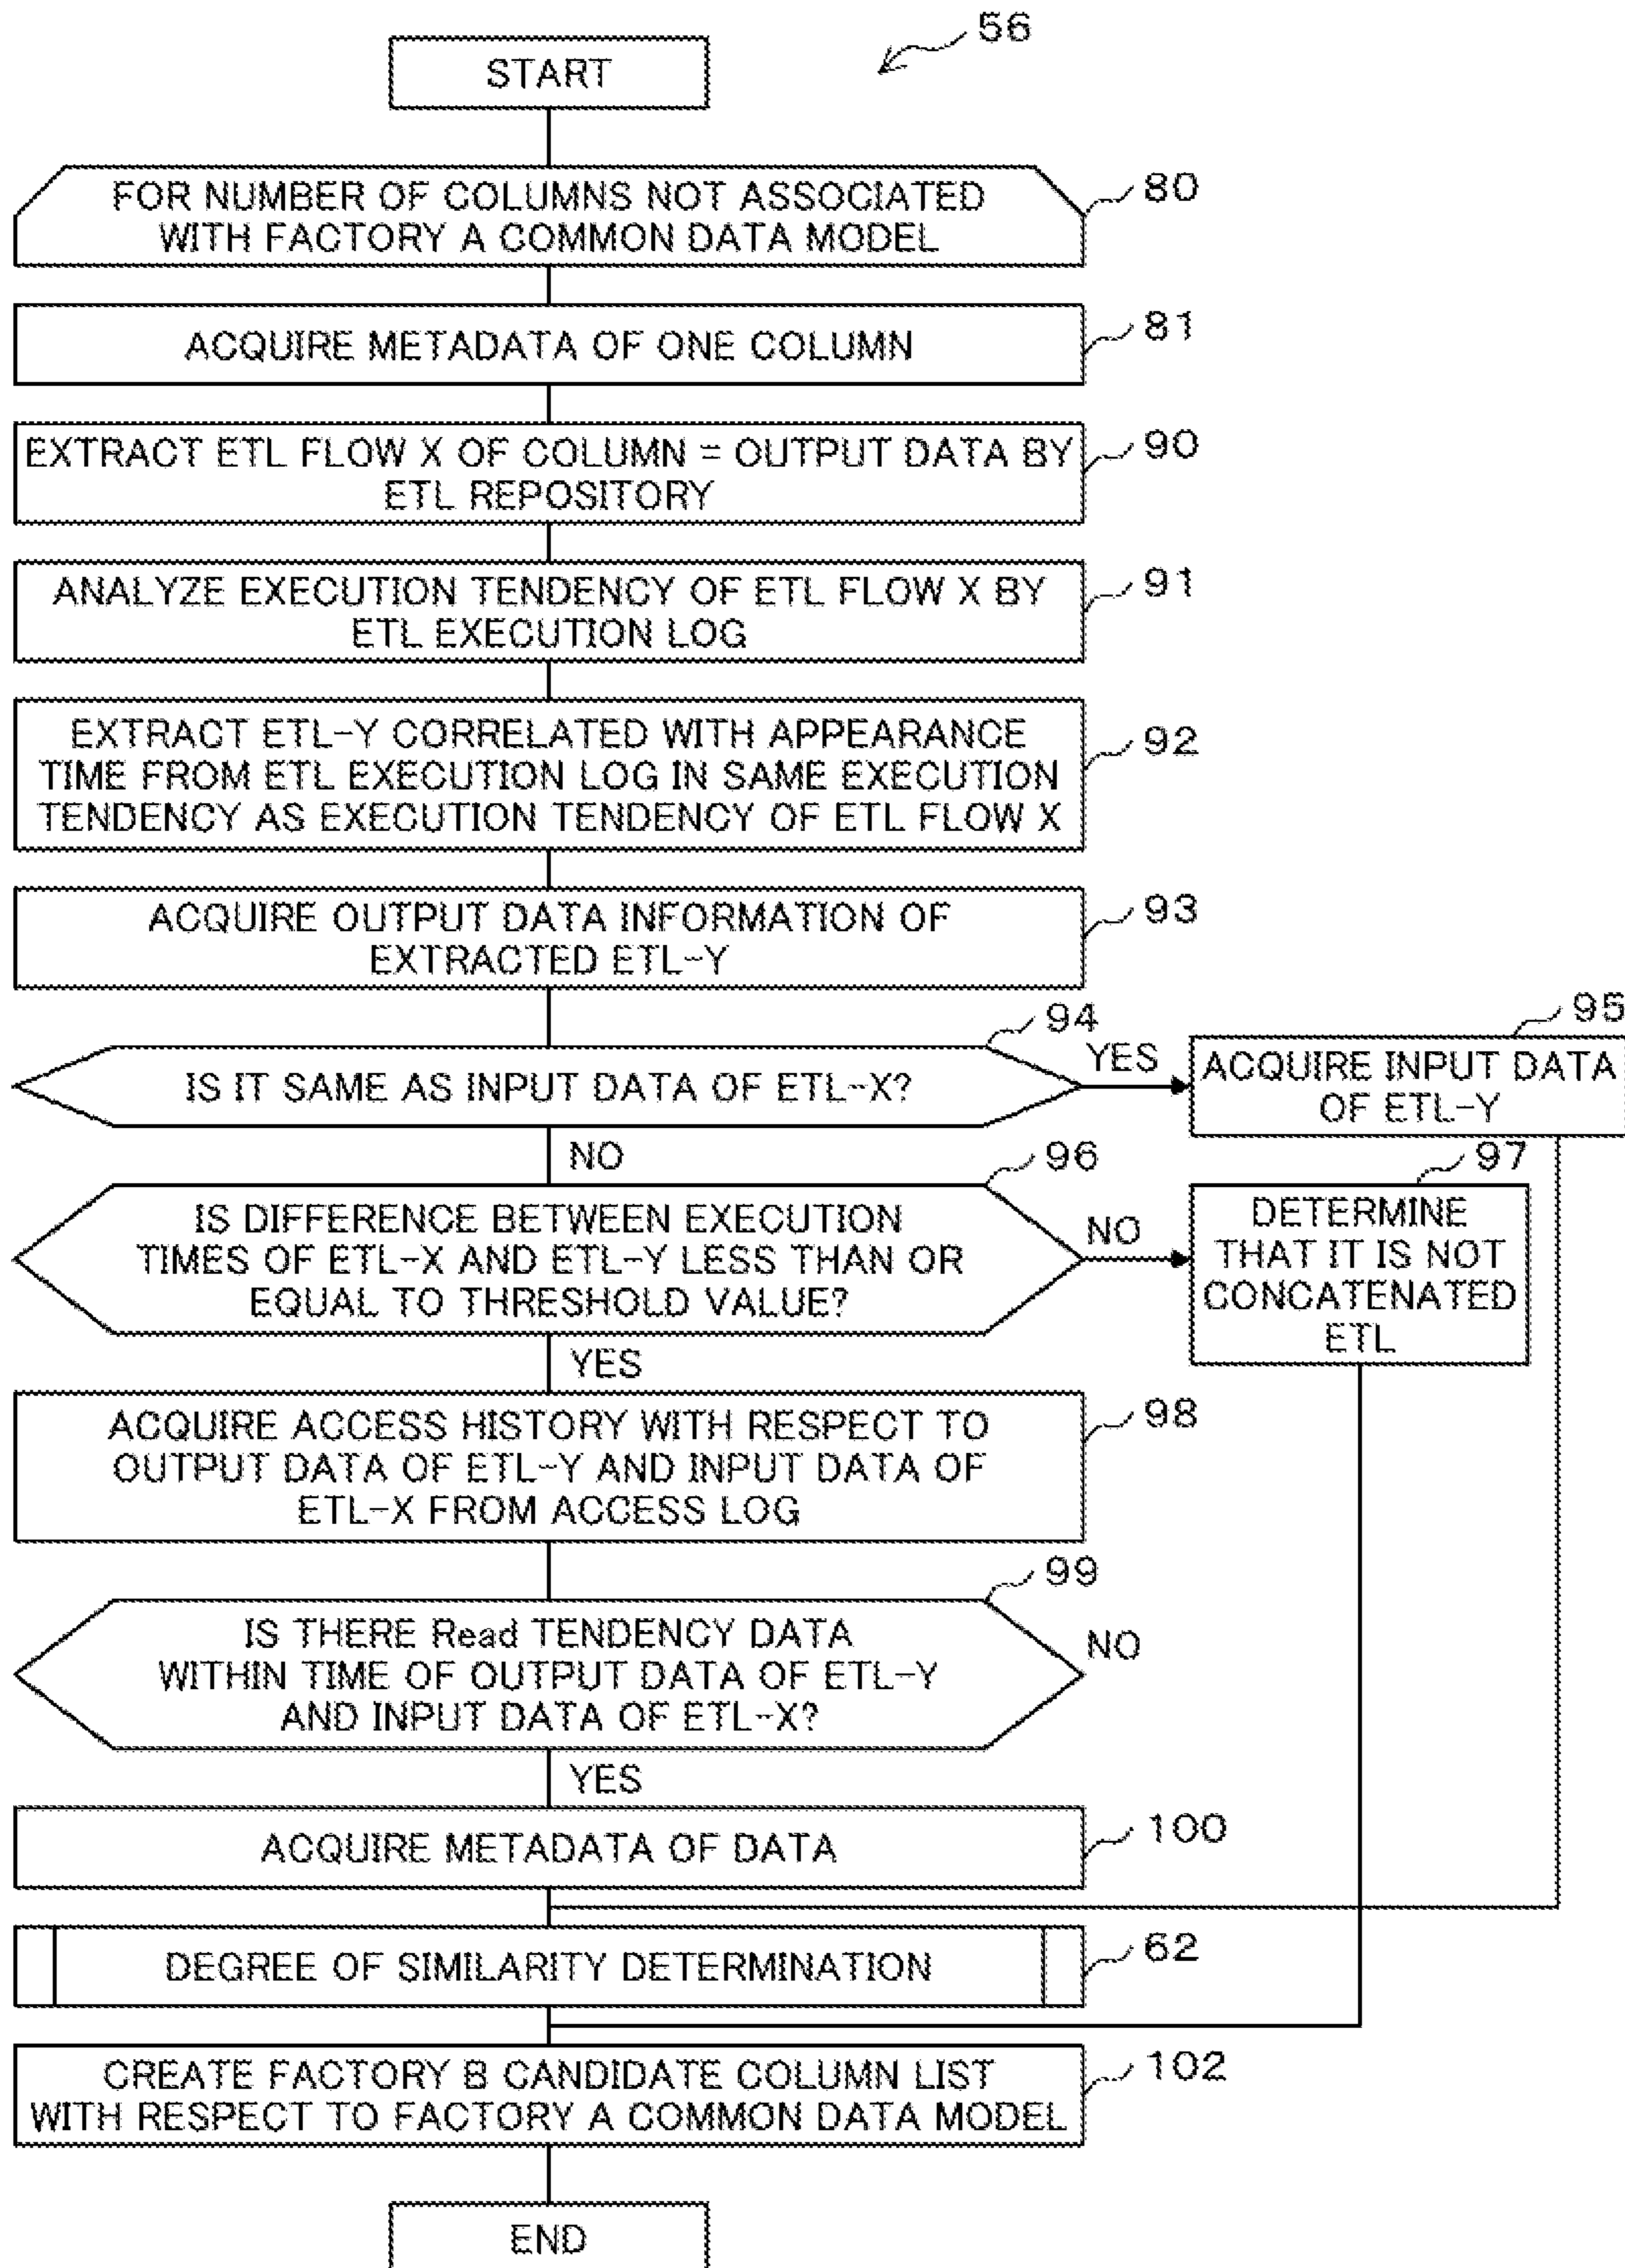 56
START
FOR NUMBER OF COLUMNS NOT ASSOCIATED
WITH FACTORY A COMMON DATA MODEL
80
ACQUIRE METADATA OF ONE COLUMN
81
EXTRACT ETL FLOW X OF COLUMN = OUTPUT DATA BY
ETL REPOSITORY
90
ANALYZE EXECUTION TENDENCY OF ETL FLOW X BY
ETL EXECUTION LOG
91
EXTRACT ETL-Y CORRELATED WITH APPEARANCE
TIME FROM ETL EXECUTION LOG IN SAME EXECUTION
TENDENCY AS EXECUTION TENDENCY OF ETL FLOW X
92
ACQUIRE OUTPUT DATA INFORMATION OF
EXTRACTED ETL-Y
93
94
IS IT SAME AS INPUT DATA OF ETL-X?
YES
95
ACQUIRE INPUT DATA
OF ETL-Y
NO
96
IS DIFFERENCE BETWEEN EXECUTION
TIMES OF ETL-X AND ETL-Y LESS THAN OR
EQUAL TO THRESHOLD VALUE?
NO
97
DETERMINE
THAT IT IS NOT
CONCATENATED
ETL
YES
ACQUIRE ACCESS HISTORY WITH RESPECT TO
OUTPUT DATA OF ETL-Y AND INPUT DATA OF
ETL-X FROM ACCESS LOG
98
99
IS THERE Read TENDENCY DATA
WITHIN TIME OF OUTPUT DATA OF ETL-Y
AND INPUT DATA OF ETL-X?
NO
YES
ACQUIRE METADATA OF DATA
100
DEGREE OF SIMILARITY DETERMINATION
62
CREATE FACTORY B CANDIDATE COLUMN LIST
WITH RESPECT TO FACTORY A COMMON DATA MODEL
102
END